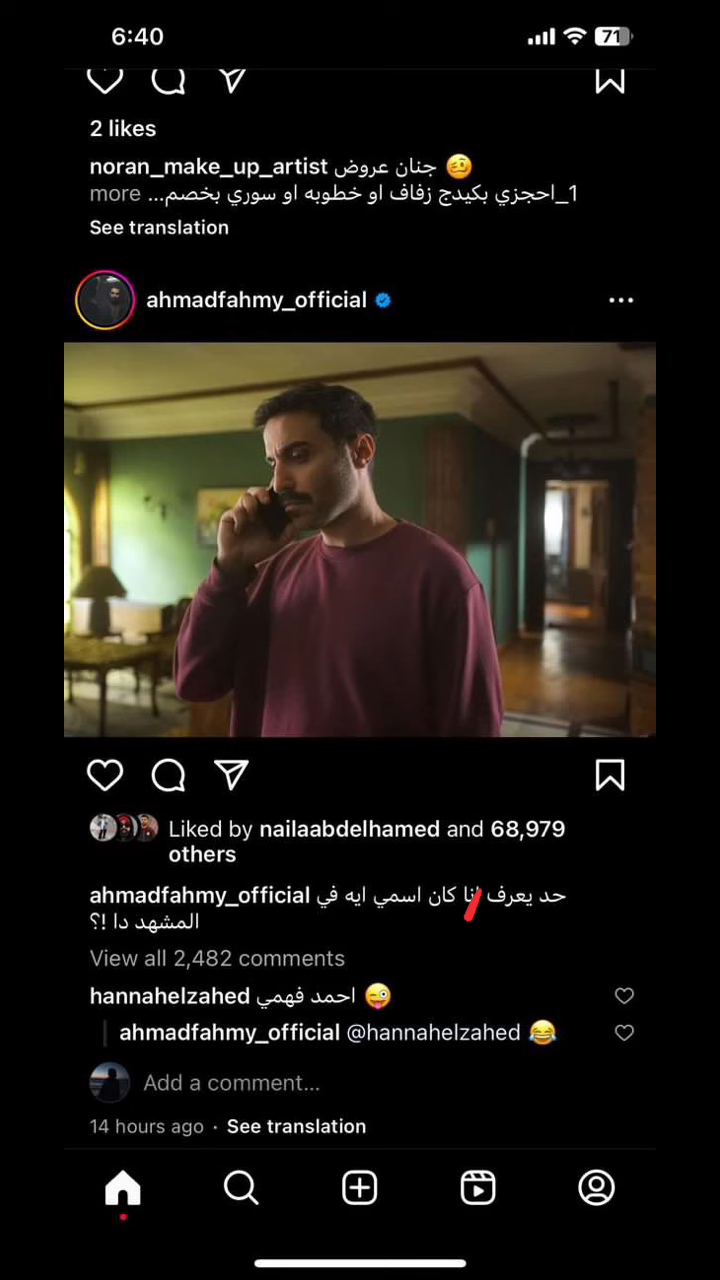 6:40
71
2 likes
noran_make_up_artist جنان عروض 🥴
1_احجزي بكيدج زفاف او خطوبه او سوري بخصم... more
See translation
ahmadfahmy_official
Liked by nailaabdelhamed and 68,979
others
ahmadfahmy_official حد يعرف انا كان اسمي ايه في
المشهد دا !؟
View all 2,482 comments
hannahelzahed احمد فهمي 😜
ahmadfahmy_official @hannahelzahed 😂
Add a comment...
14 hours ago · See translation